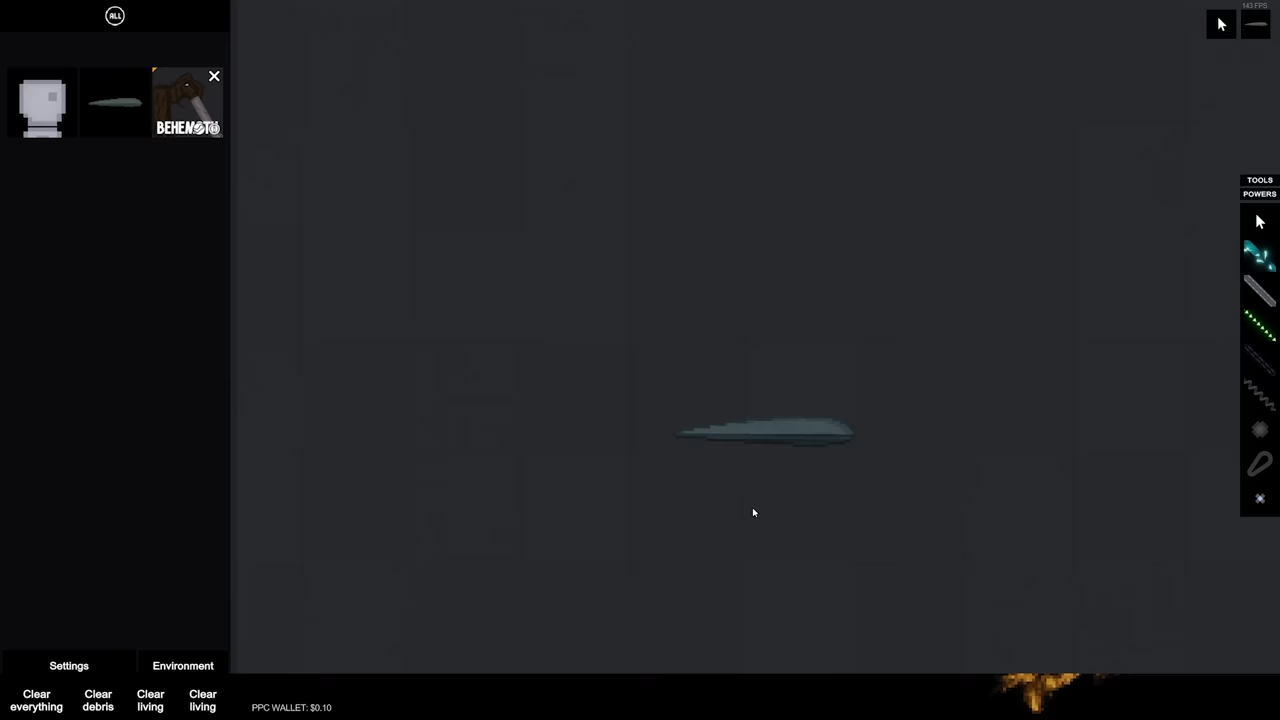 ALL
143 FPS
BEHEMOTH
TOOLS
POWERS
Settings
Environment
Clear everything
Clear debris
Clear living
Clear living
PPC WALLET: $0.10